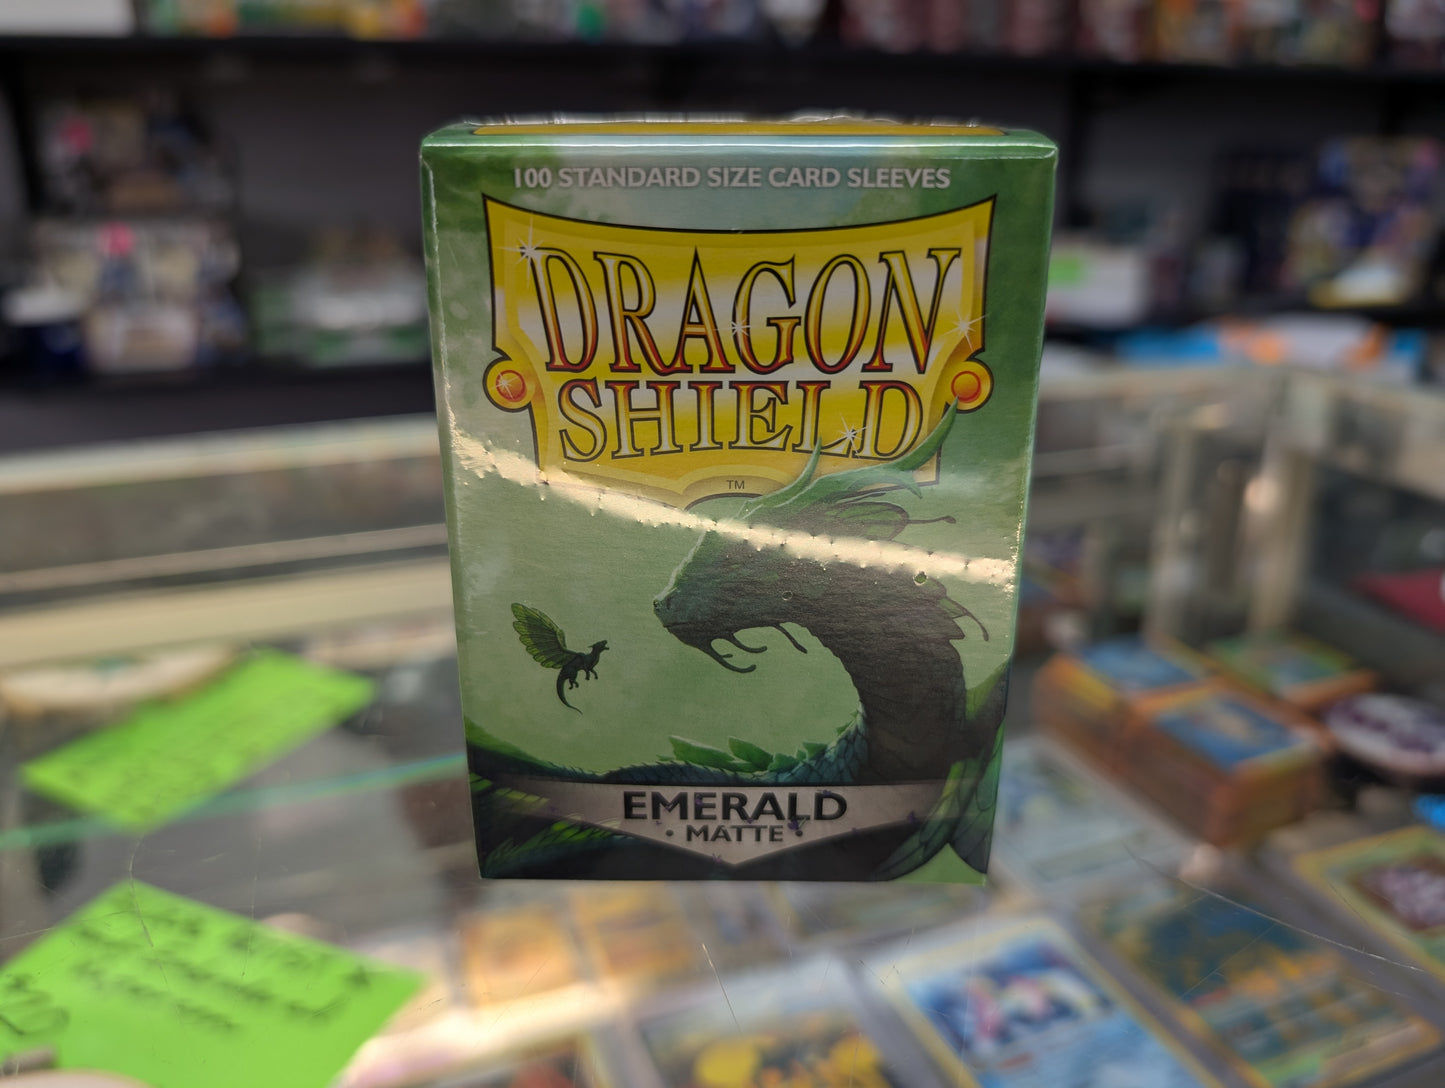 100 STANDARD SIZE CARD SLEEVES
DRAGON
SHIELD
TM
EMERALD
• MATTE •